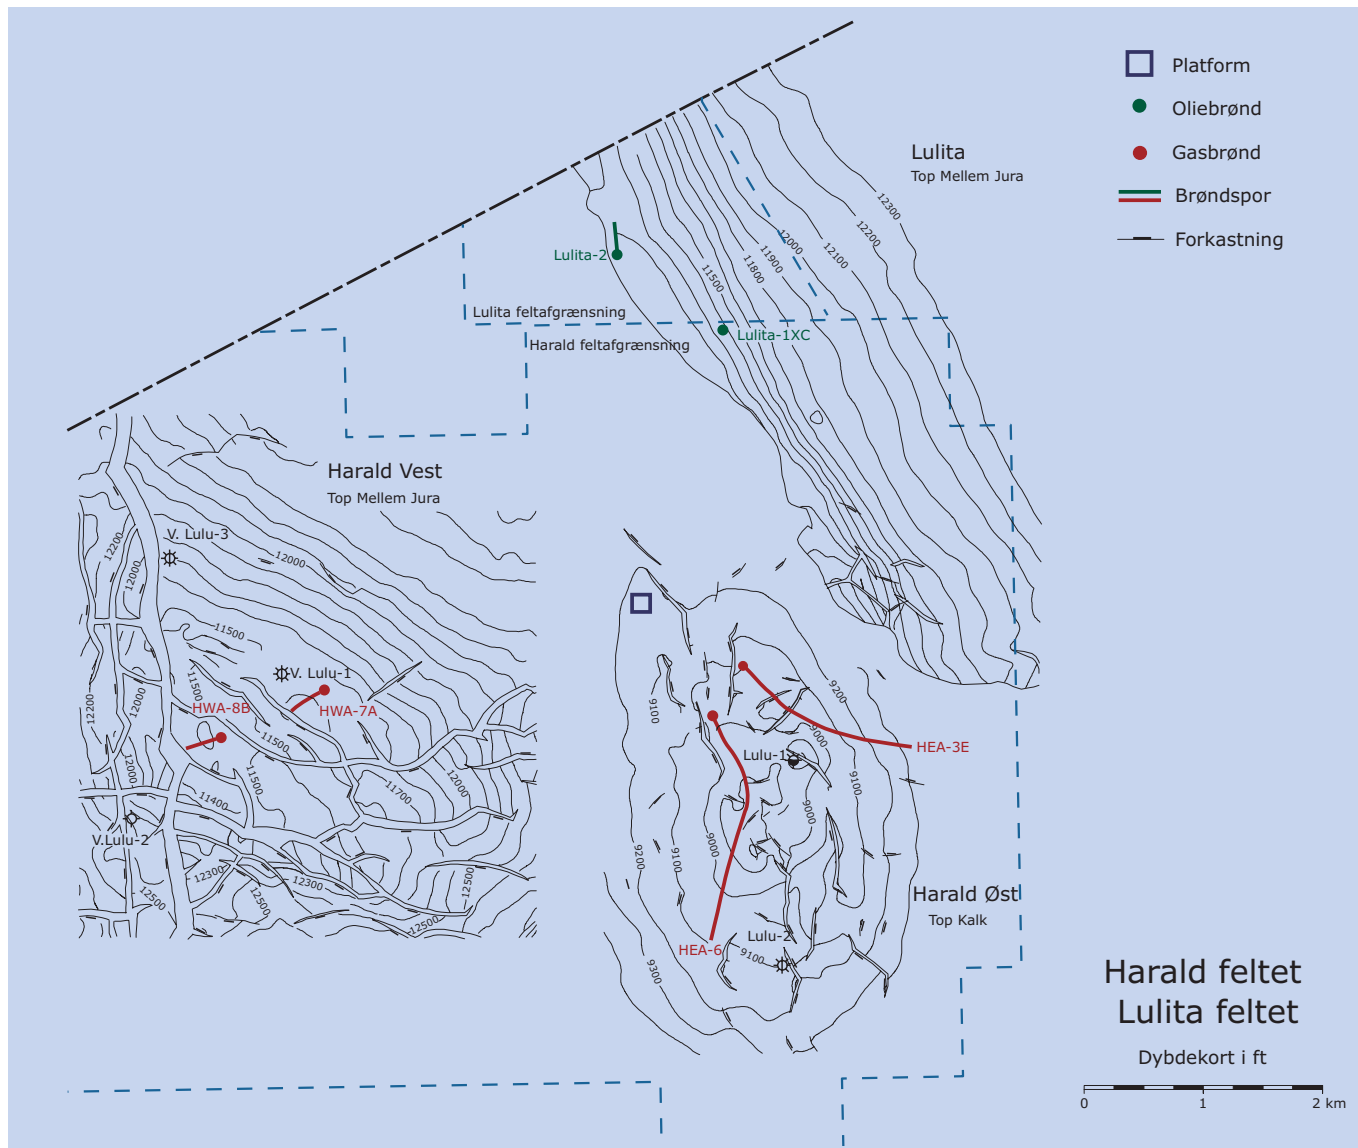 Platform
Oliebrønd
Gasbrønd
Brøndspor
Forkastning
Lulita
Top Mellem Jura
12300
12200
12100
12000
11900
11800
11500
Lulita-2
Lulita feltafgrænsning
Harald feltafgrænsning
Lulita-1XC
Harald Vest
Top Mellem Jura
V. Lulu-3
12200
12000
12000
11500
V. Lulu-1
11500
HWA-8B
HWA-7A
12200
12000
11500
12000
11500
11400
11700
12000
V.Lulu-2
12300
12300
12500
12500
12500
12500
9100
9200
9000
HEA-3E
Lulu-1
9100
9000
9000
9200
9100
Harald Øst
Top Kalk
Lulu-2
HEA-6
9100
9300
Harald feltet
Lulita feltet
Dybdekort i ft
0
1
2 km